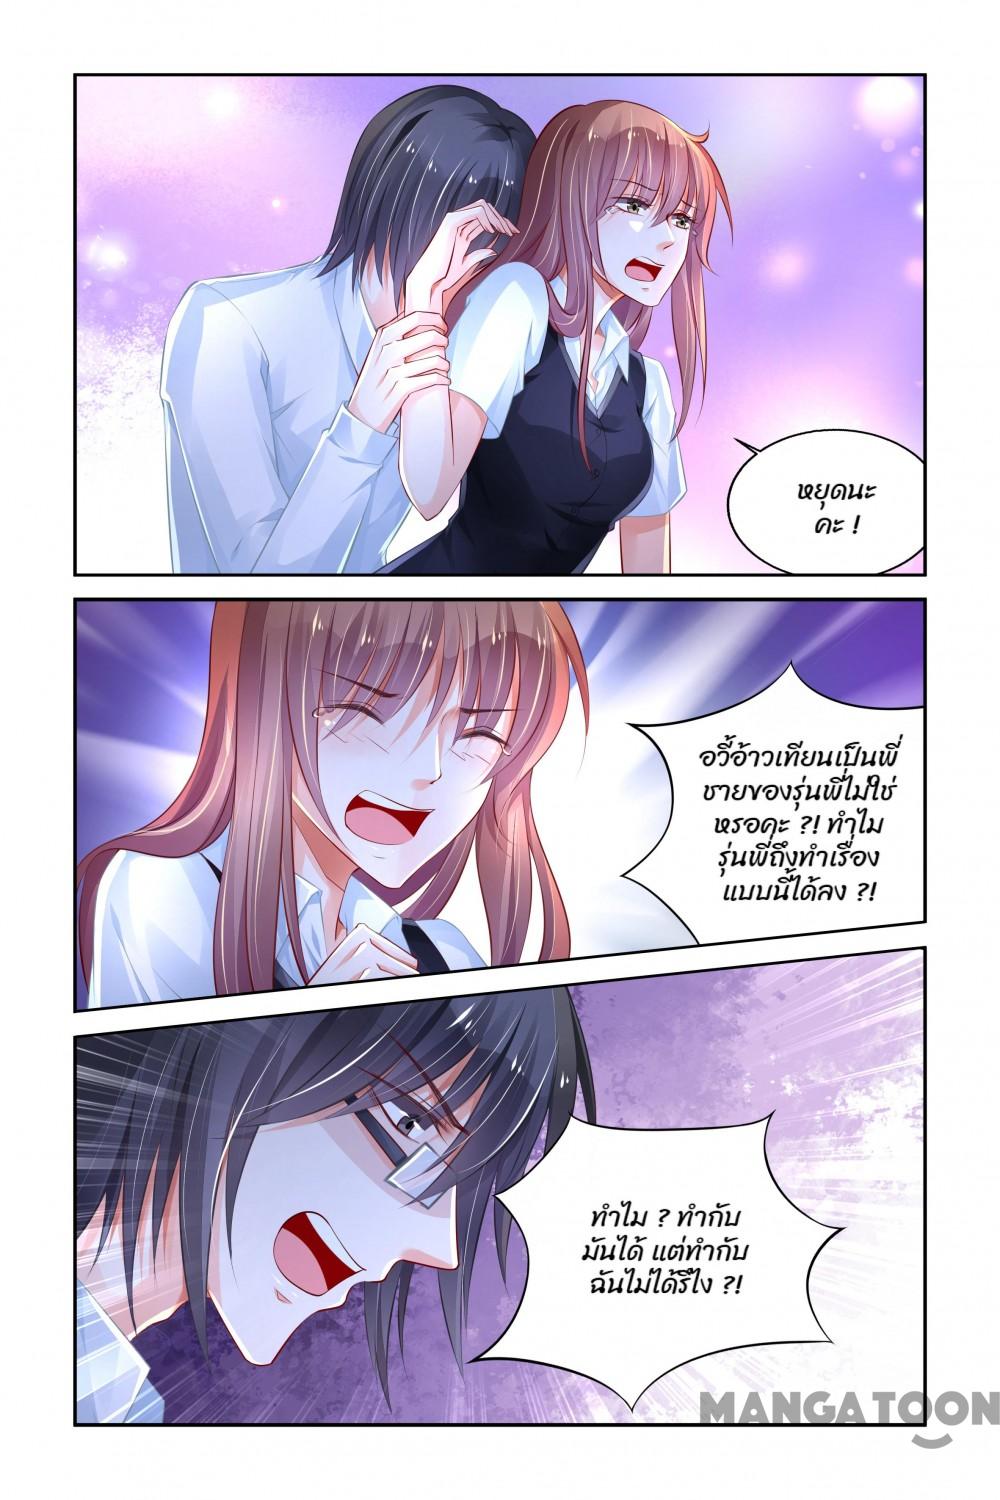 หยุดนะ
คะ !
อวี้อ้าวเทียนเป็นพี่
ชายของรุ่นพี่ไม่ใช่
หรอคะ ?! ทำไม
รุ่นพี่ถึงทำเรื่อง
แบบนี้ได้ลง ?!
ทำไม ? ทำกับ
มันได้ แต่ทำกับ
ฉันไม่ได้รึไง ?!
MANGATOON